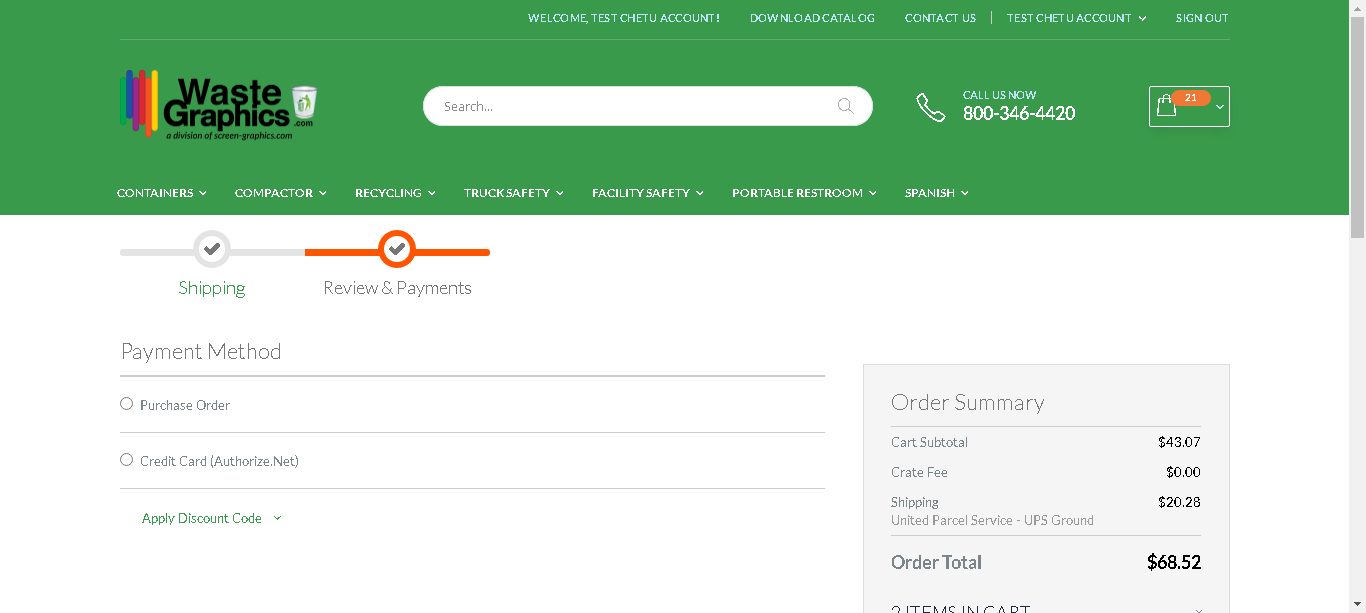 WELCOME, TEST CHETU ACCOUNT! DOWNLOAD CATALOG CONTACT US TEST CHETU ACCOUNT SIGN OUT
Waste
Graphics
.com
a division of screen-graphics.com
Search...
CALL US NOW
800-346-4420
21
CONTAINERS COMPACTOR RECYCLING TRUCK SAFETY FACILITY SAFETY PORTABLE RESTROOM SPANISH
Shipping Review & Payments
Payment Method
Purchase Order
Credit Card (Authorize.Net)
Apply Discount Code
Order Summary
Cart Subtotal $43.07
Crate Fee $0.00
Shipping $20.28
United Parcel Service - UPS Ground
Order Total $68.52
2 ITEMS IN CART